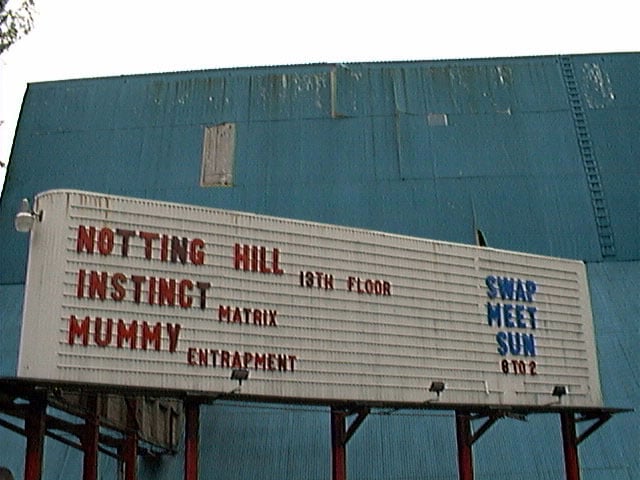 NOTTING HILL 13TH FLOOR
INSTINCT MATRIX
MUMMY ENTRAPMENT
SWAP
MEET
SUN
8 TO 2